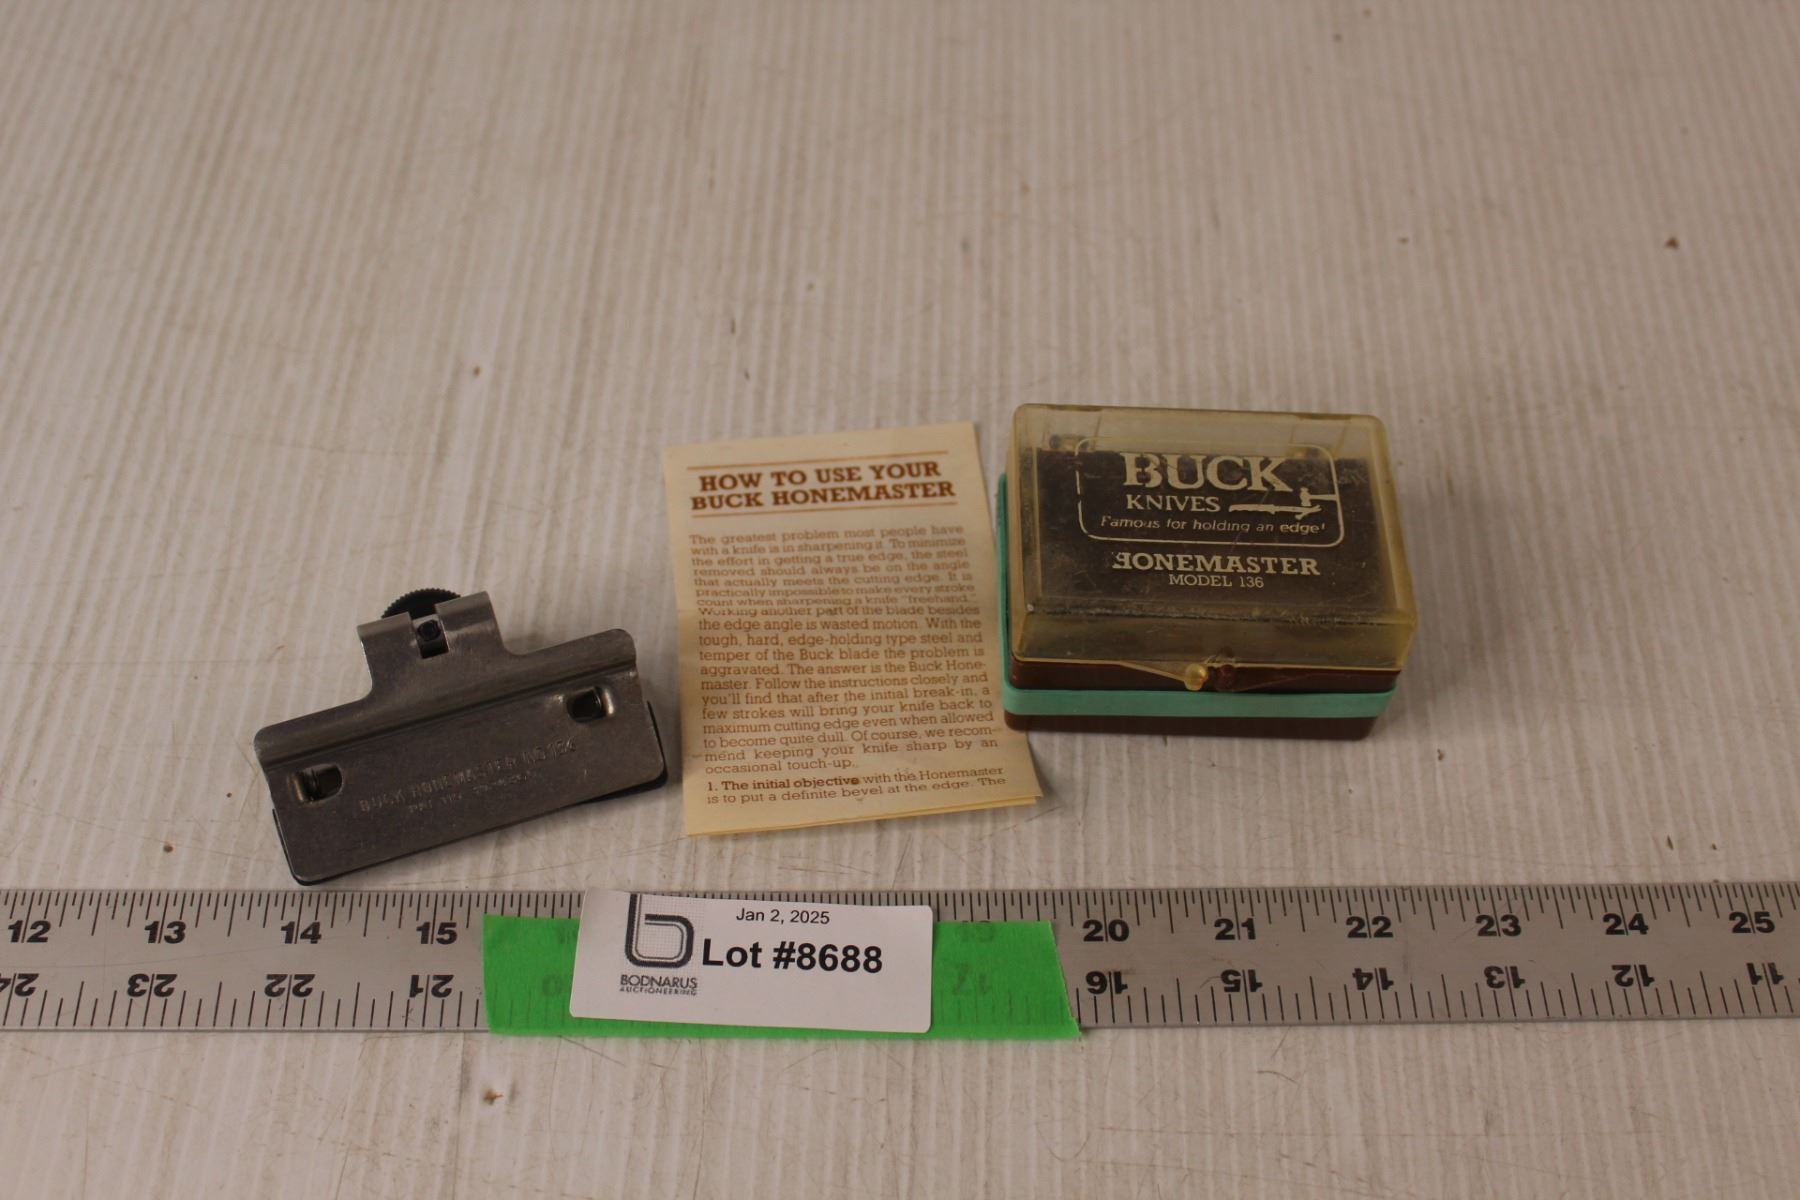 HOW TO USE YOUR
BUCK HONEMASTER
The greatest problem most people have
with a knife is in sharpening it. To minimize
the effort in getting a true edge, the steel
removed should always be on the angle
that actually meets the cutting edge. It is
practically impossible to make every stroke
count when sharpening a knife "freehand."
Working another part of the blade besides
the edge angle is wasted motion. With the
tough, hard, edge-holding type steel and
temper of the Buck blade the problem is
aggravated. The answer is the Buck Hone-
master. Follow the instructions closely and
you'll find that after the initial break-in, a
few strokes will bring your knife back to
maximum cutting edge even when allowed
to become quite dull. Of course, we recom-
mend keeping your knife sharp by an
occasional touch-up.
1. The initial objective with the Honemaster
is to put a definite bevel at the edge. The
BUCK
KNIVES
Famous for holding an edge!
HONEMASTER
MODEL 136
BUCK HONEMASTER NO 134
Jan 2, 2025
Lot #8688
BODNARUS
AUCTIONEERING
12 13 14 15 20 21 22 23 24 25
24 23 22 21 17 16 15 14 13 12 11